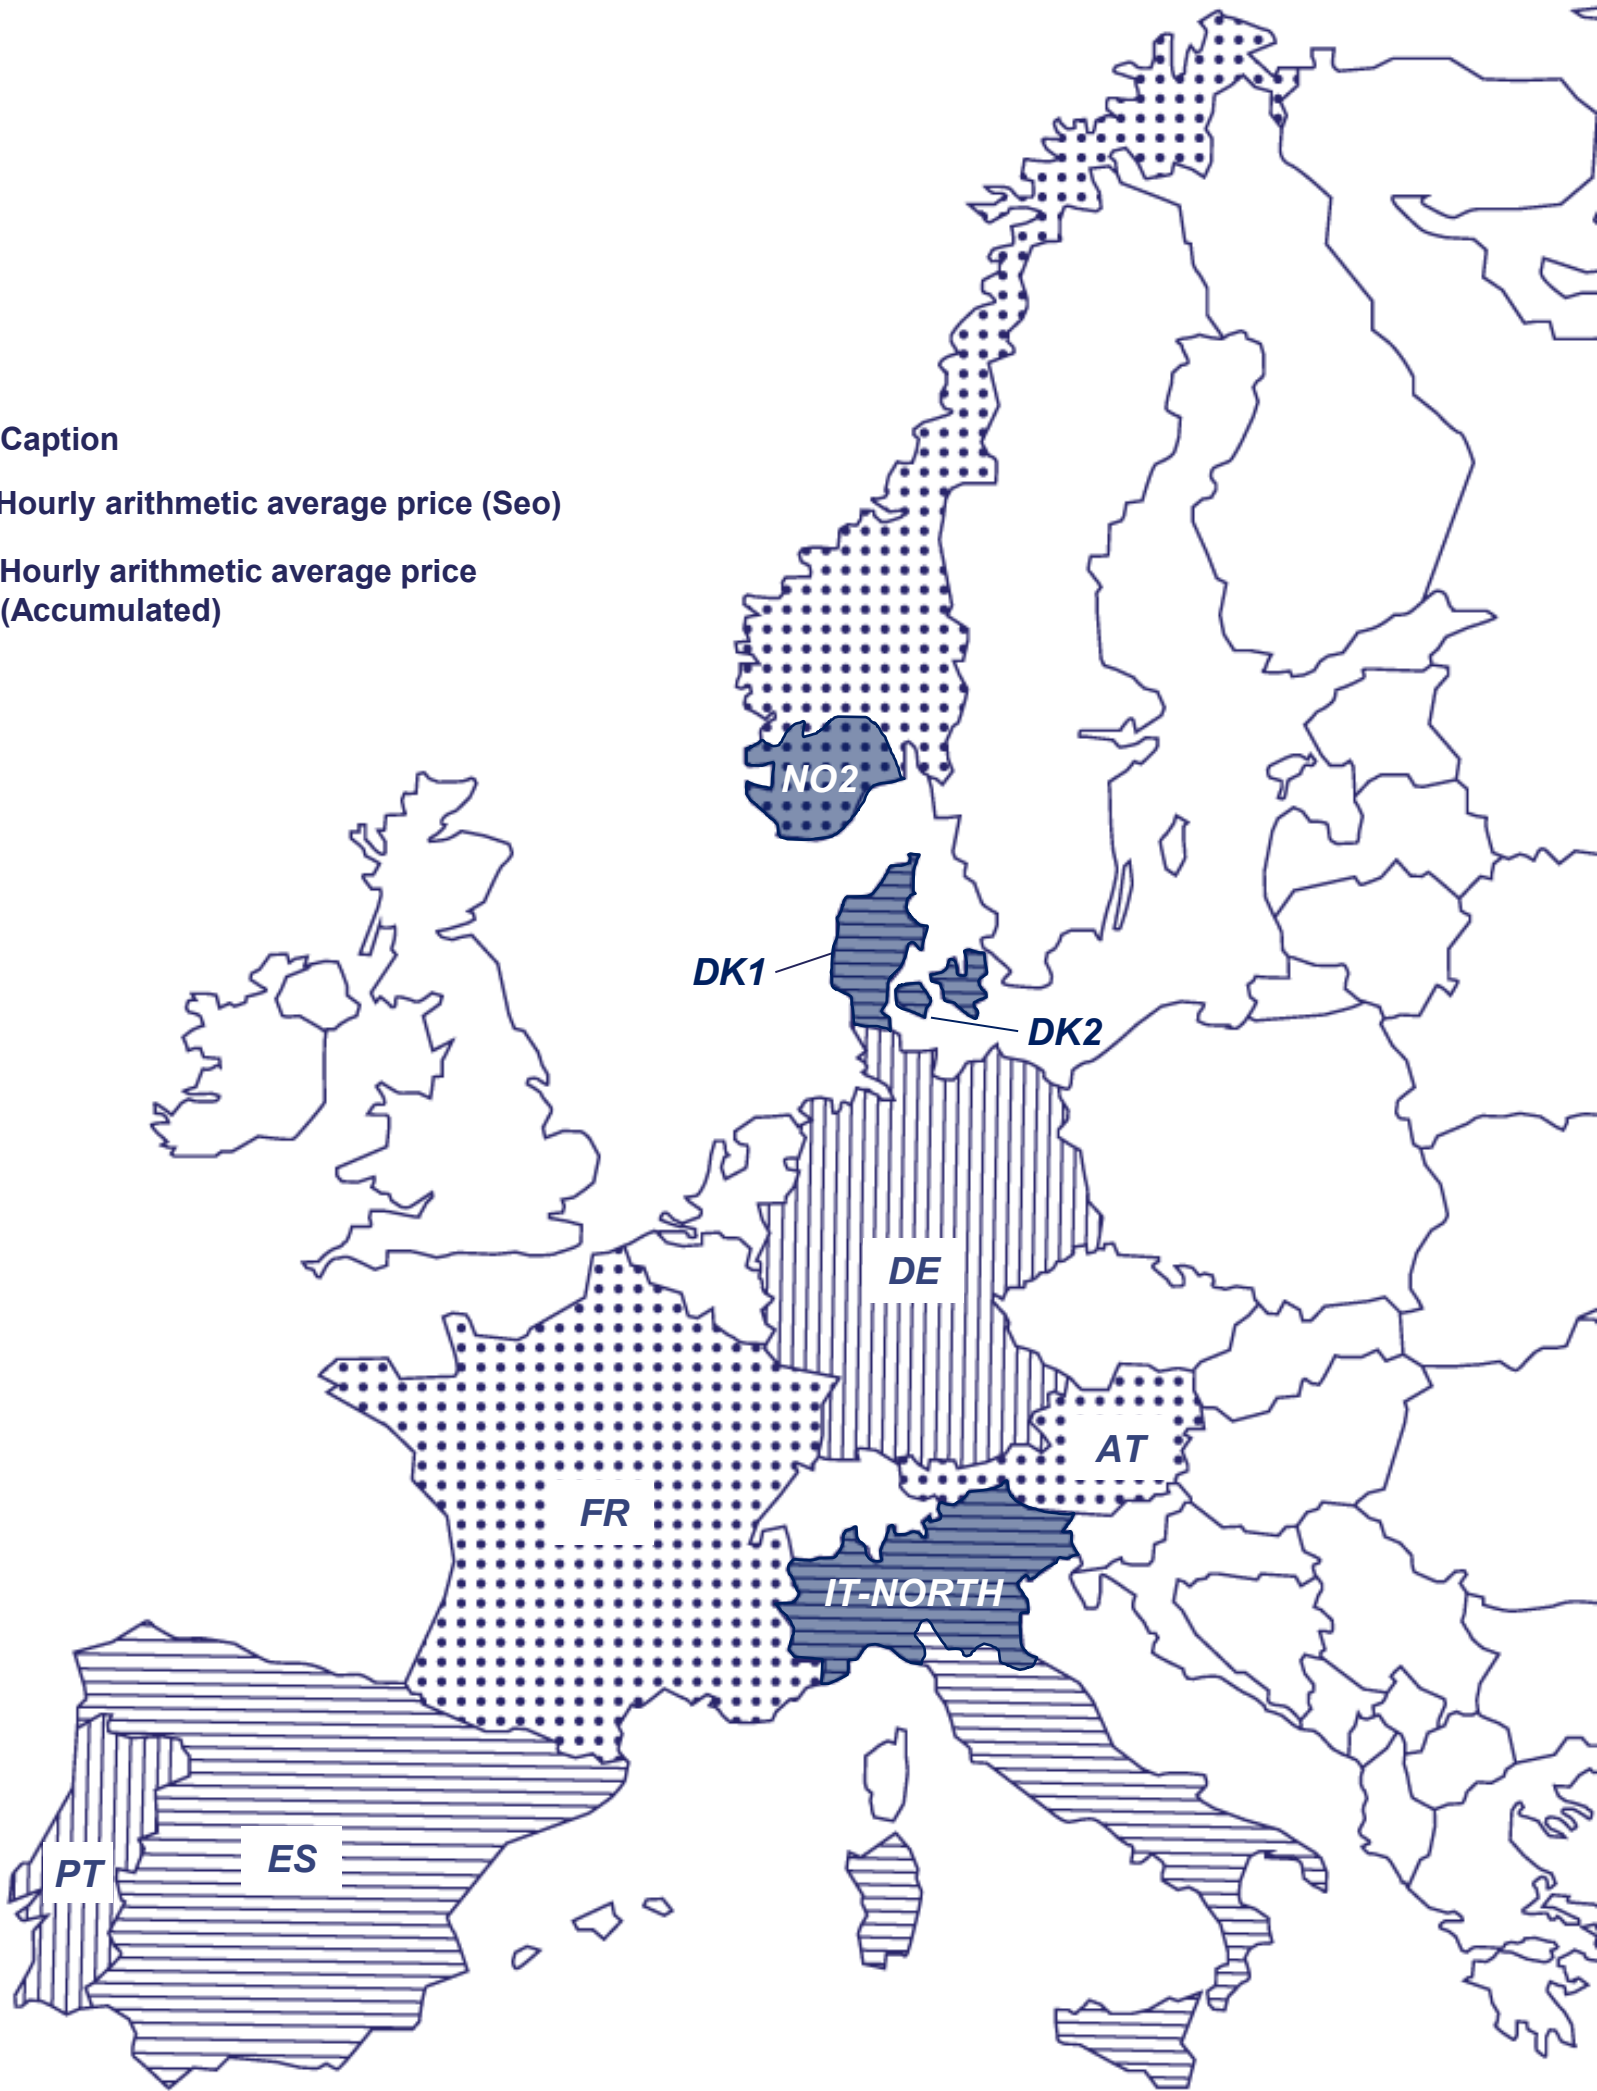 Caption
Hourly arithmetic average price (Seo)
Hourly arithmetic average price
(Accumulated)
NO2
DK1
DK2
DE
AT
FR
IT-NORTH
ES
PT